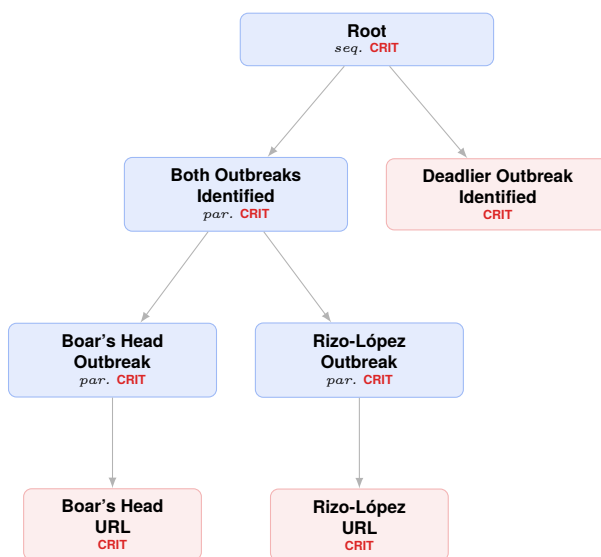 Root
seq. CRIT
Both Outbreaks
Identified
par. CRIT
Deadlier Outbreak
Identified
CRIT
Boar's Head
Outbreak
par. CRIT
Rizo-López
Outbreak
par. CRIT
Boar's Head
URL
CRIT
Rizo-López
URL
CRIT